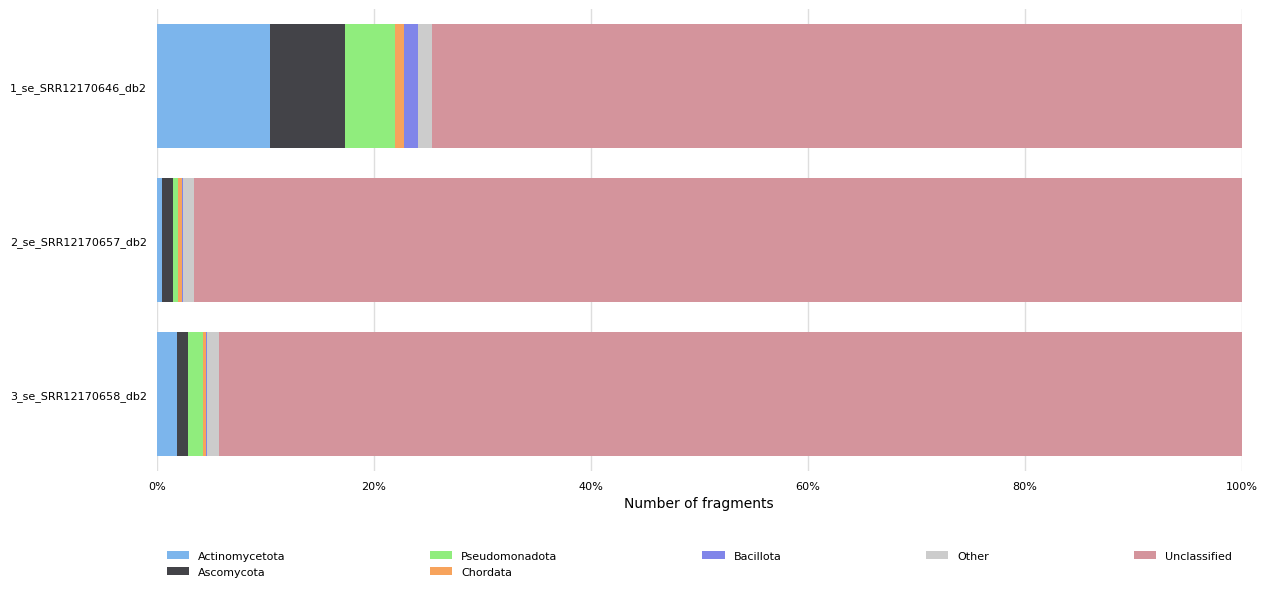 1_se_SRR12170646_db2
2_se_SRR12170657_db2
3_se_SRR12170658_db2
0% 20% 40% 60% 80% 100%
Number of fragments
Actinomycetota Pseudomonadota Bacillota Other Unclassified
Ascomycota Chordata